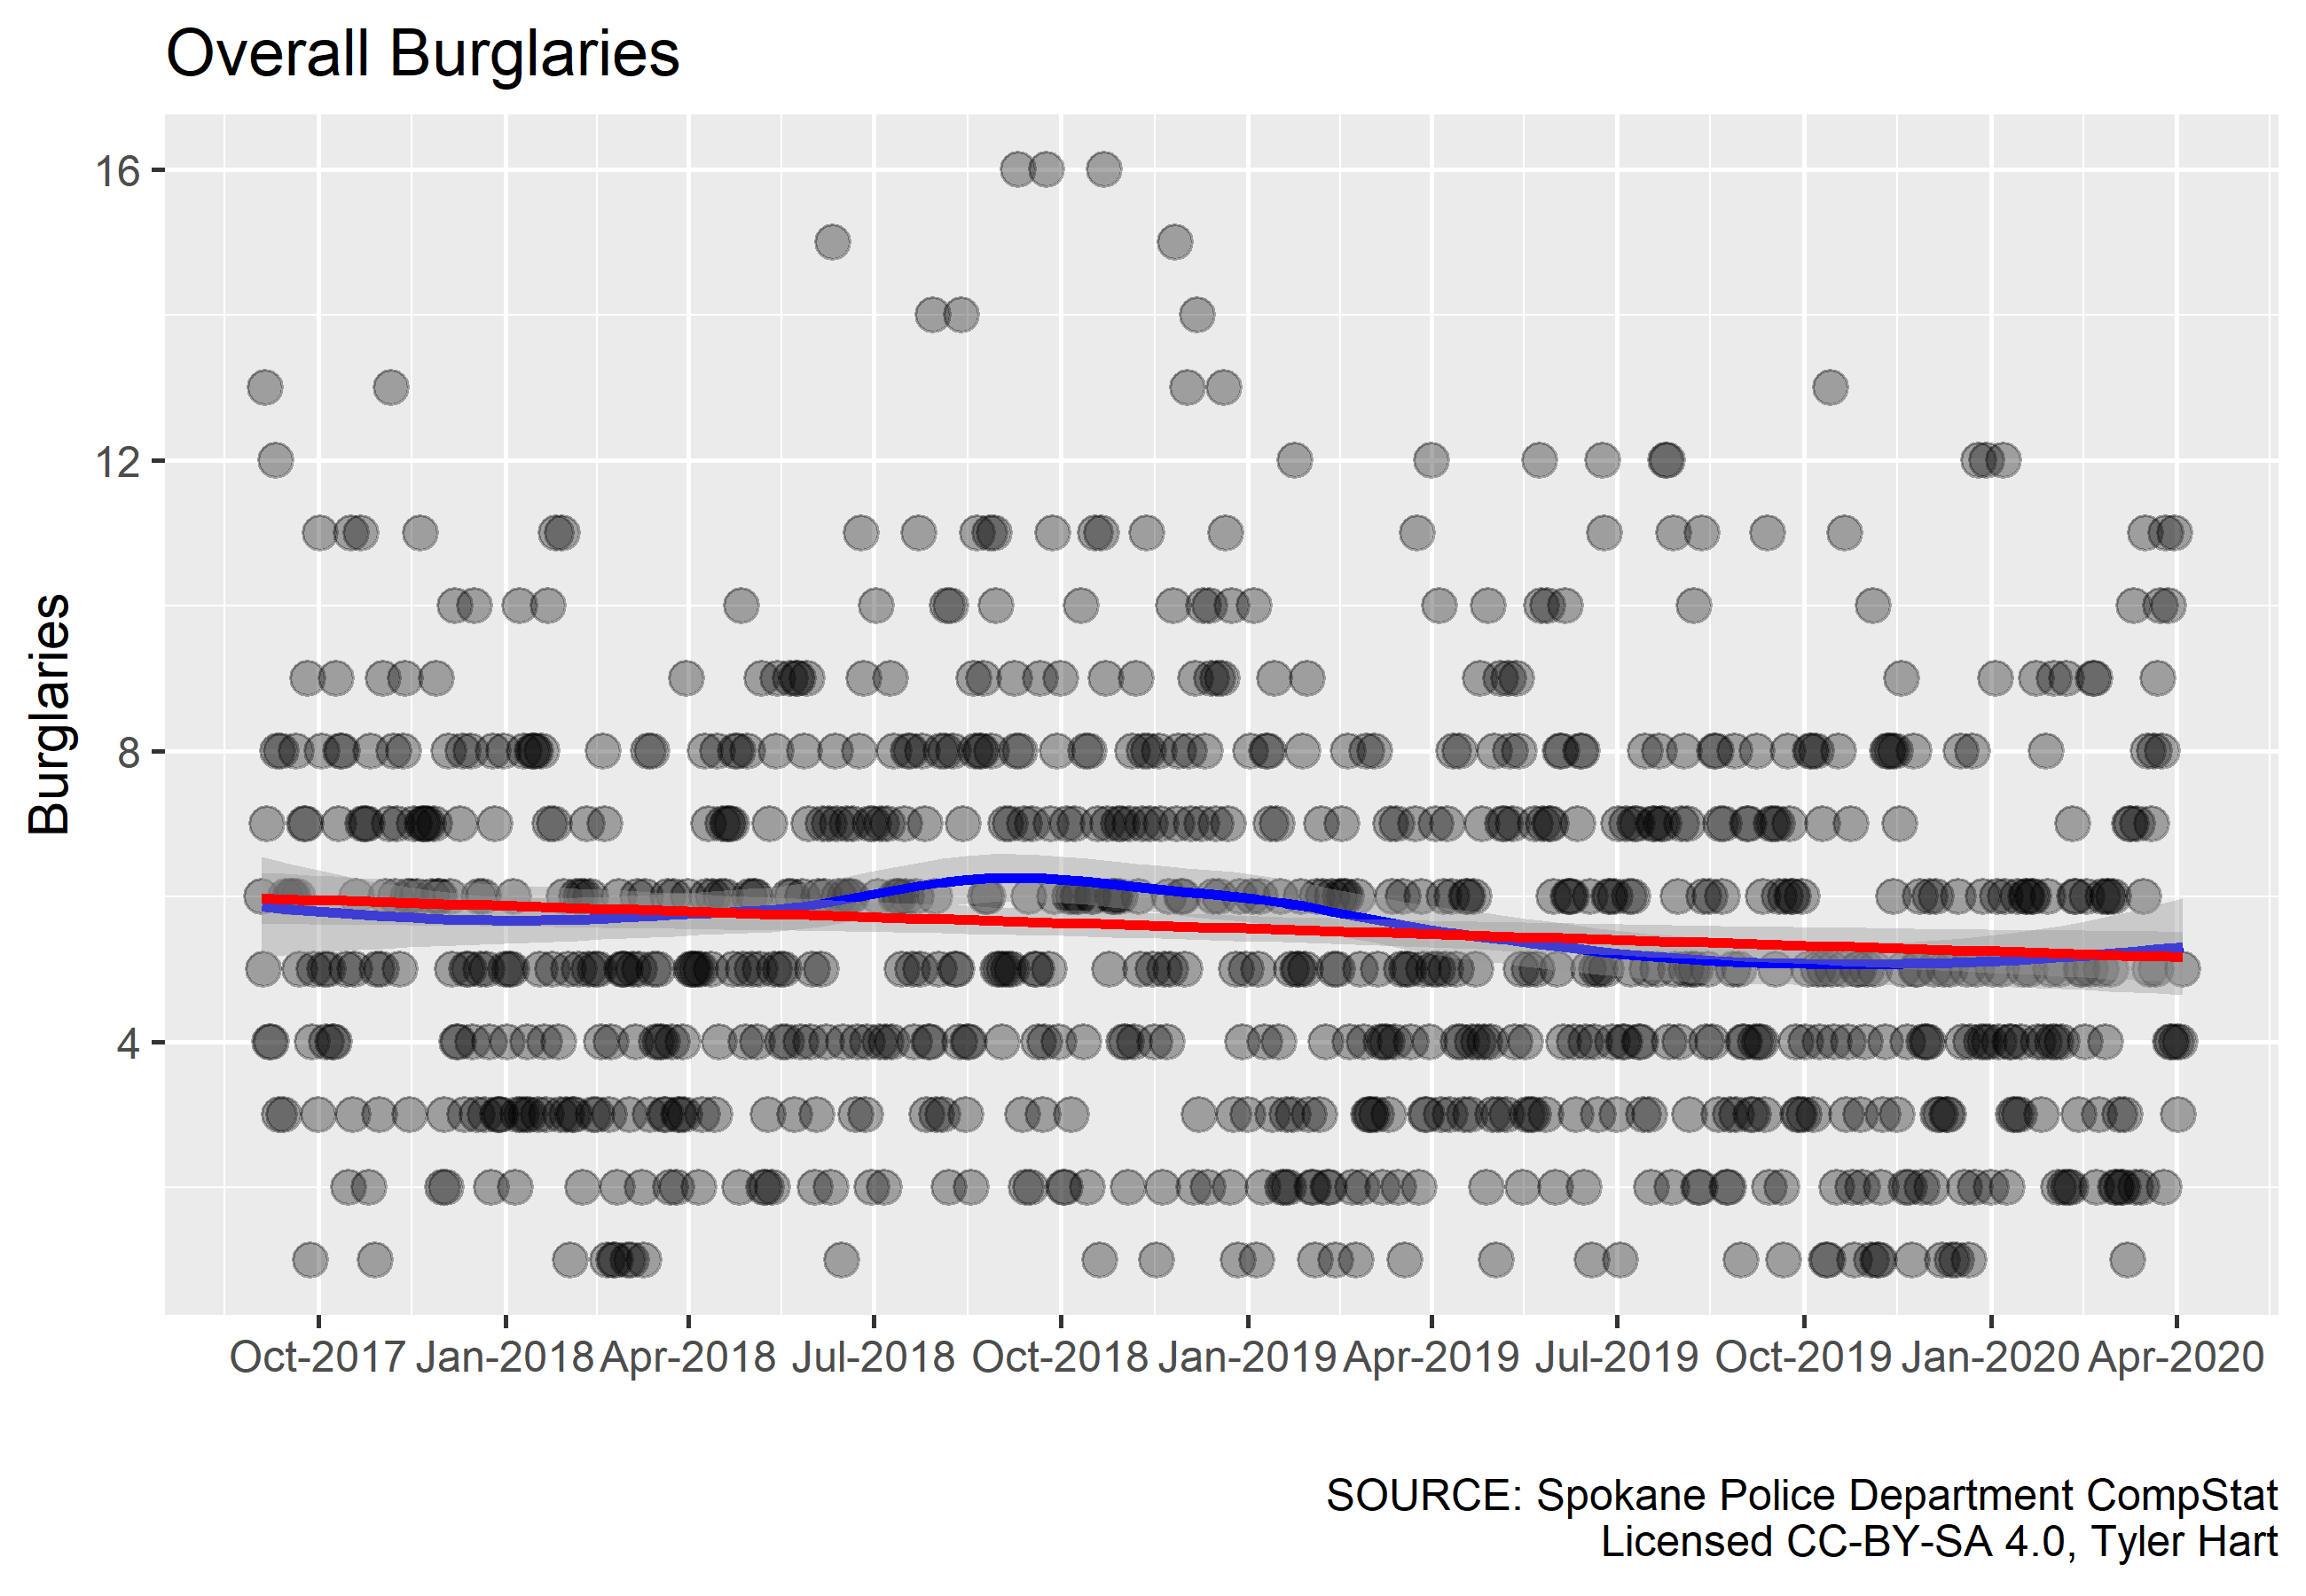 Overall Burglaries
Burglaries
16
12
8
4
Oct-2017 Jan-2018 Apr-2018 Jul-2018 Oct-2018 Jan-2019 Apr-2019 Jul-2019 Oct-2019 Jan-2020 Apr-2020
SOURCE: Spokane Police Department CompStat
Licensed CC-BY-SA 4.0, Tyler Hart